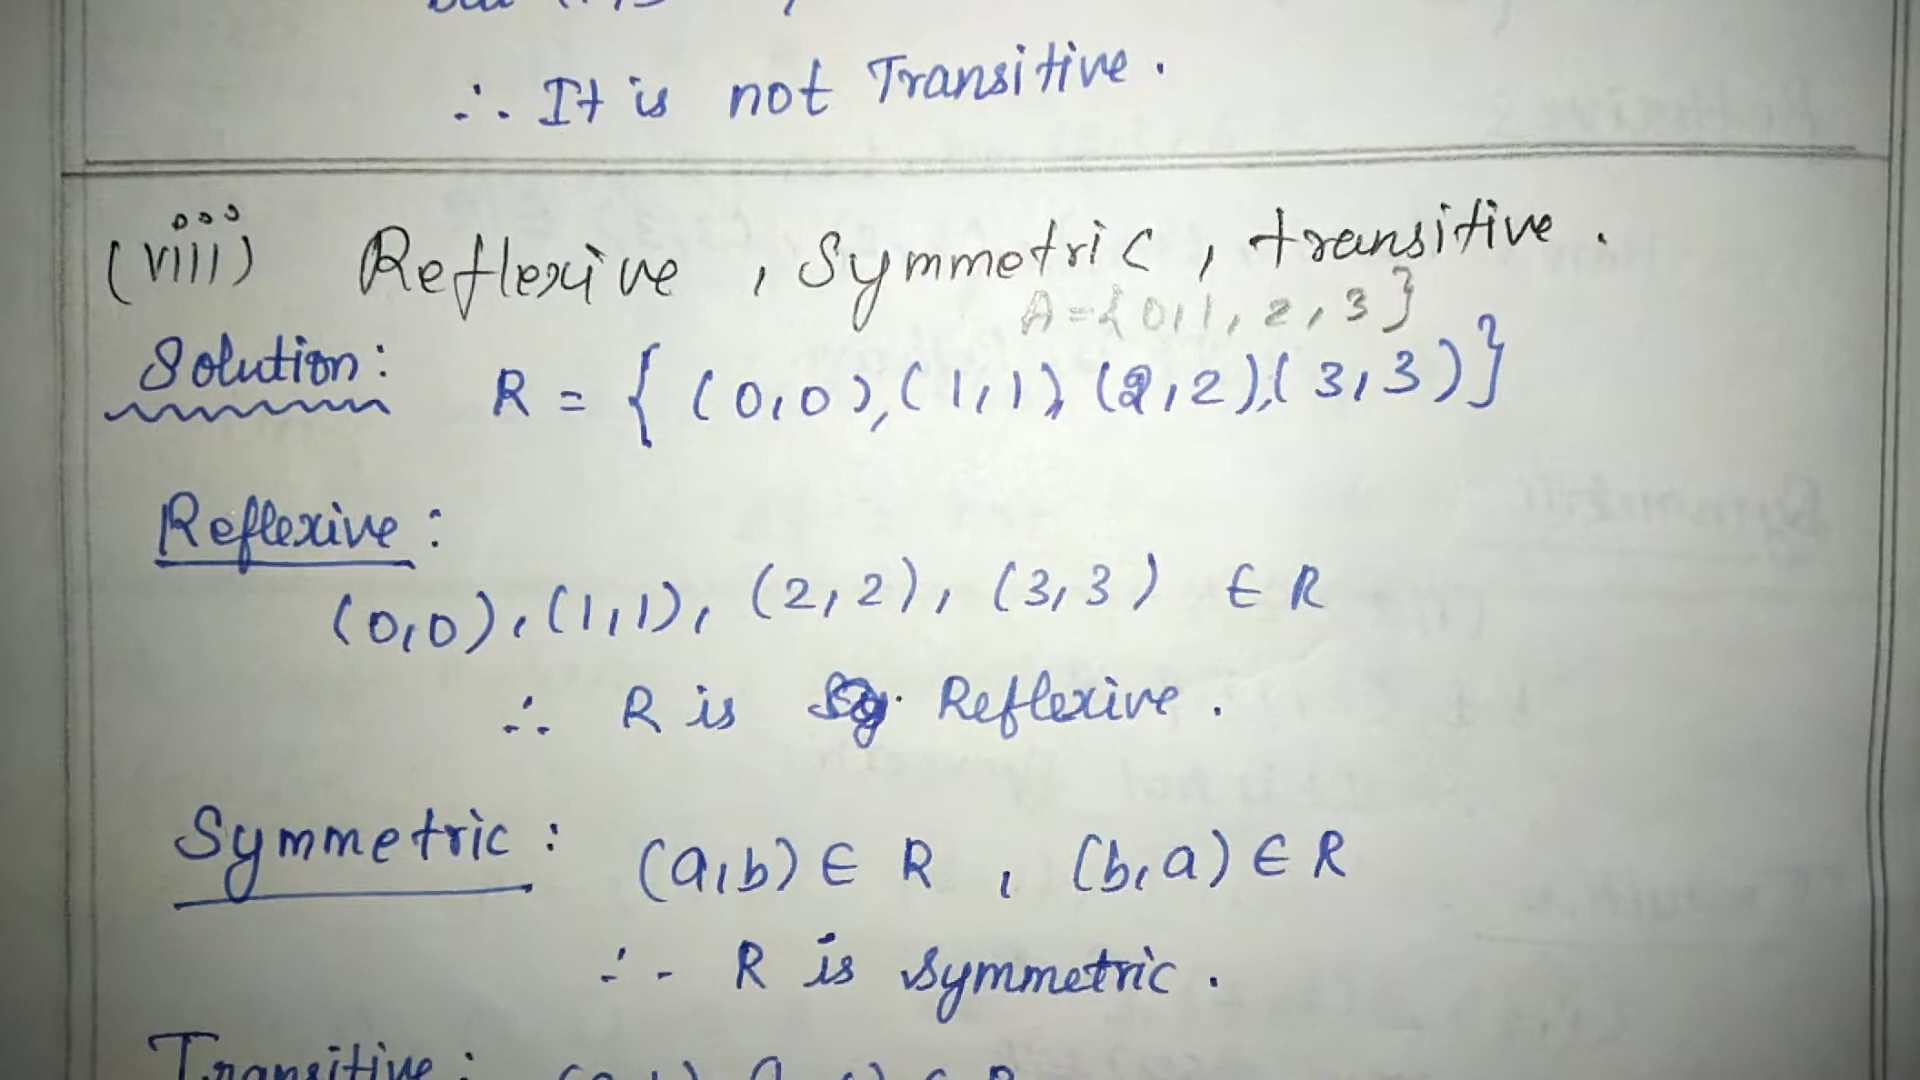 ∴ It is not Transitive.
(viii) Reflexive, Symmetric, transitive.
A={0,1,2,3}
Solution: R = { (0,0),(1,1),(2,2),(3,3)}
Reflexive:
(0,0),(1,1),(2,2),(3,3) ∈ R
∴ R is Reflexive.
Symmetric: (a,b) ∈ R, (b,a) ∈ R
∴ R is symmetric.
Transitive: